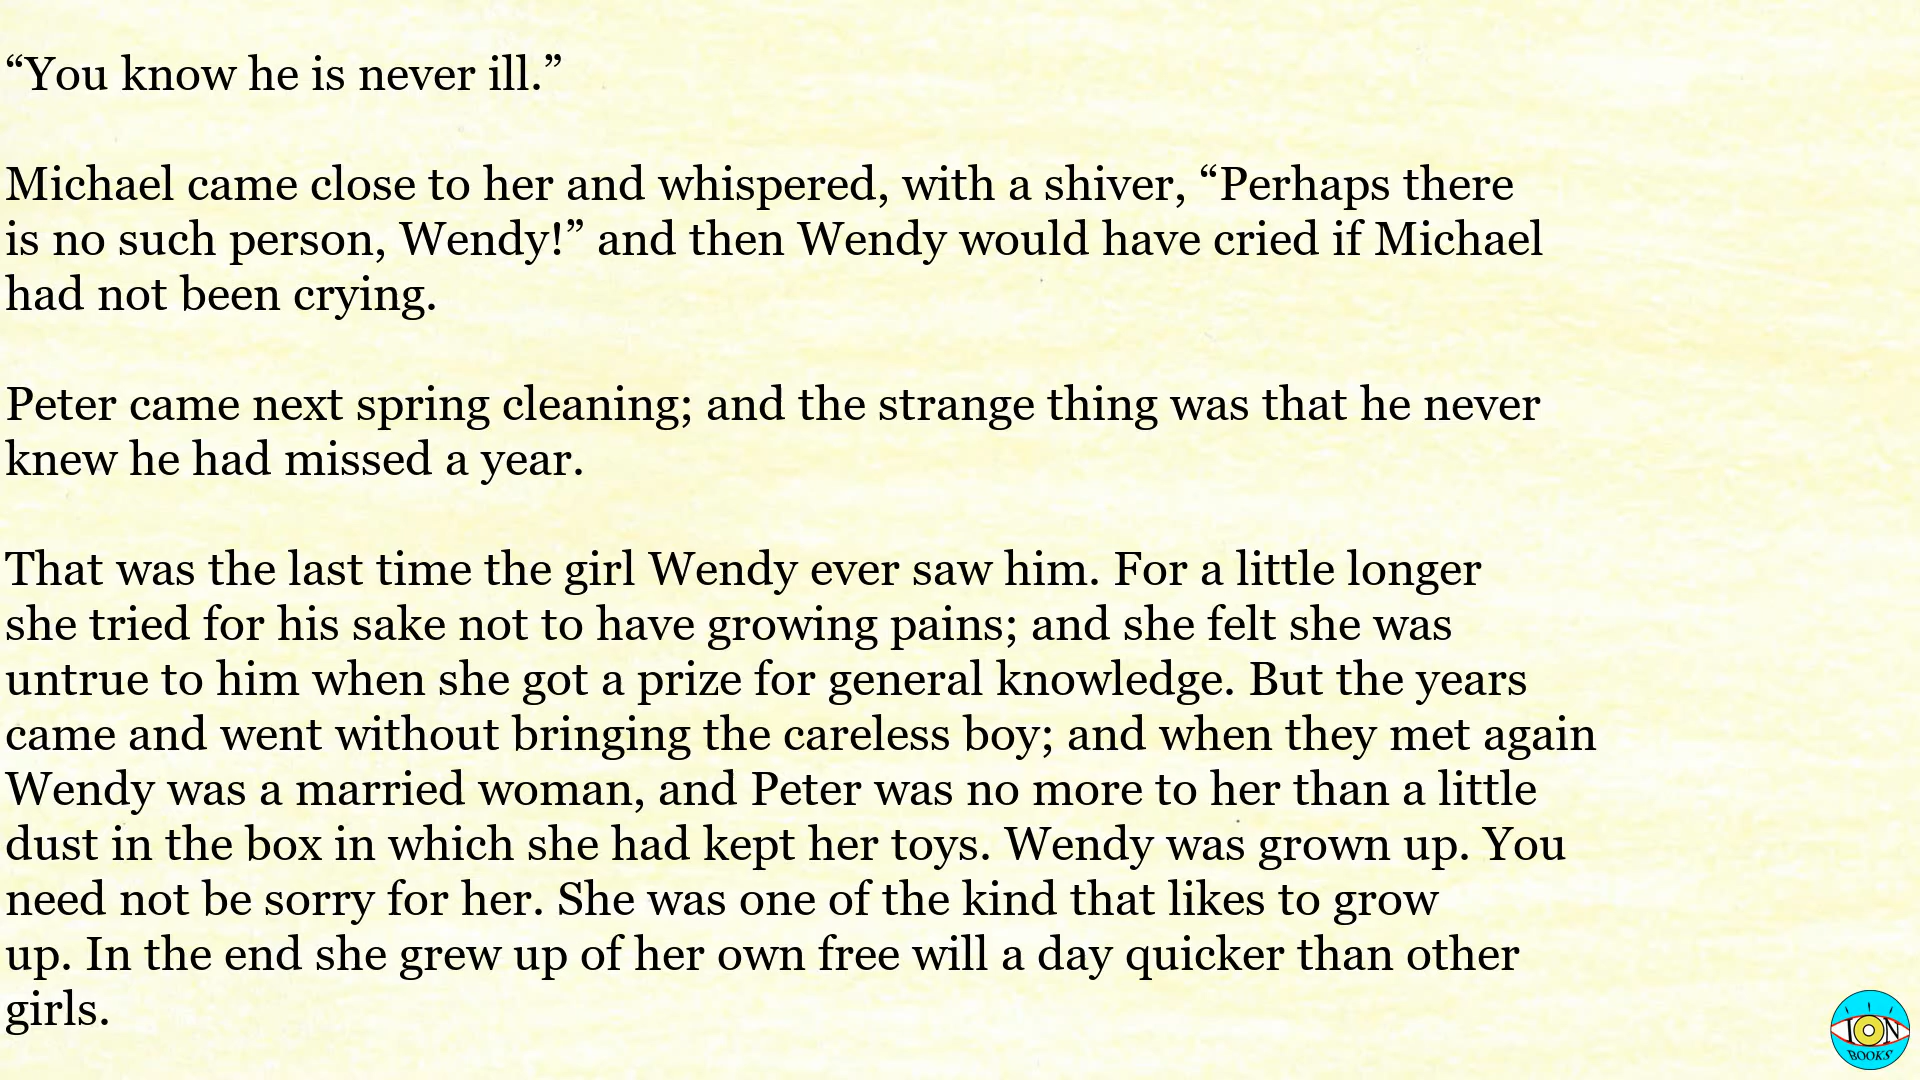 “You know he is never ill.”
Michael came close to her and whispered, with a shiver, “Perhaps there
is no such person, Wendy!” and then Wendy would have cried if Michael
had not been crying.
Peter came next spring cleaning; and the strange thing was that he never
knew he had missed a year.
That was the last time the girl Wendy ever saw him. For a little longer
she tried for his sake not to have growing pains; and she felt she was
untrue to him when she got a prize for general knowledge. But the years
came and went without bringing the careless boy; and when they met again
Wendy was a married woman, and Peter was no more to her than a little
dust in the box in which she had kept her toys. Wendy was grown up. You
need not be sorry for her. She was one of the kind that likes to grow
up. In the end she grew up of her own free will a day quicker than other
girls.
ION
BOOKS